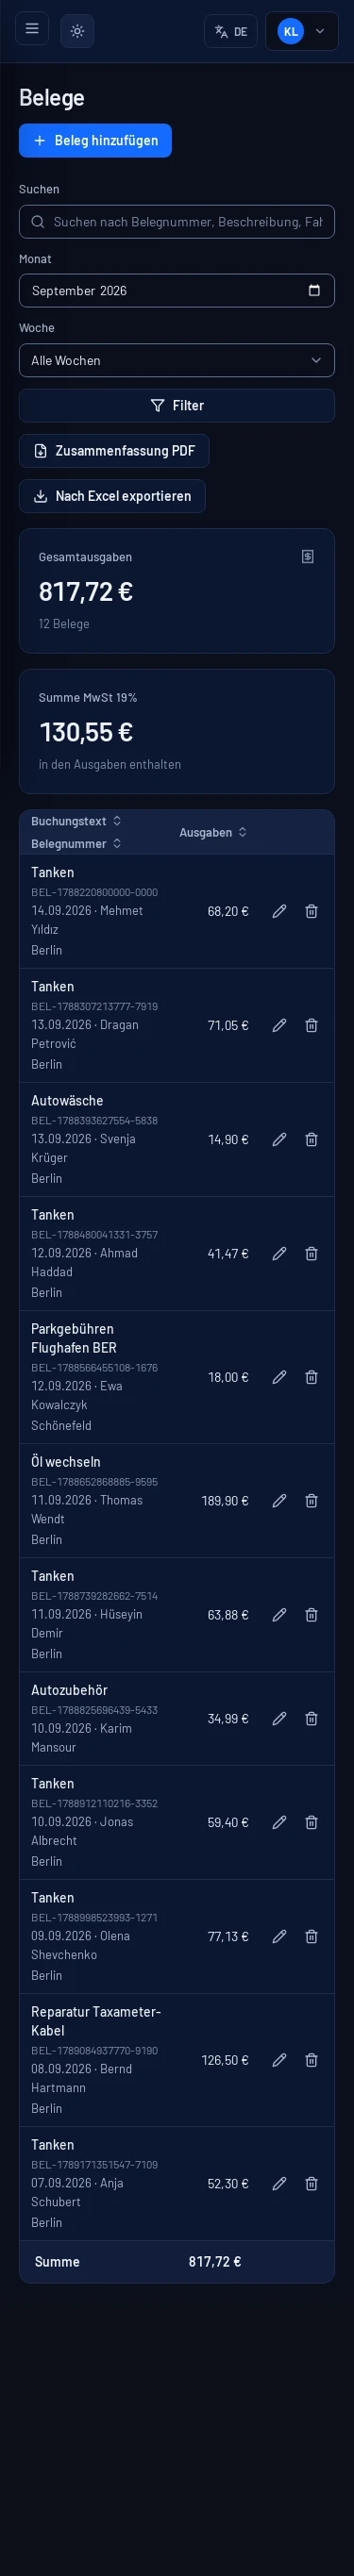 DE
KL
Belege
Beleg hinzufügen
Suchen
Suchen nach Belegnummer, Beschreibung, Fah
Monat
September 2026
Woche
Alle Wochen
Filter
Zusammenfassung PDF
Nach Excel exportieren
Gesamtausgaben
817,72 €
12 Belege
Summe MwSt 19%
130,55 €
in den Ausgaben enthalten
Buchungstext
Belegnummer
Ausgaben
Tanken
BEL-1788220800000-0000
14.09.2026 · Mehmet
Yıldız
Berlin
68,20 €
Tanken
BEL-1788307213777-7919
13.09.2026 · Dragan
Petrović
Berlin
71,05 €
Autowäsche
BEL-1788393627554-5838
13.09.2026 · Svenja
Krüger
Berlin
14,90 €
Tanken
BEL-1788480041331-3757
12.09.2026 · Ahmad
Haddad
Berlin
41,47 €
Parkgebühren
Flughafen BER
BEL-1788566455108-1676
12.09.2026 · Ewa
Kowalczyk
Schönefeld
18,00 €
Öl wechseln
BEL-1788652868885-9595
11.09.2026 · Thomas
Wendt
Berlin
189,90 €
Tanken
BEL-1788739282662-7514
11.09.2026 · Hüseyin
Demir
Berlin
63,88 €
Autozubehör
BEL-1788825696439-5433
10.09.2026 · Karim
Mansour
34,99 €
Tanken
BEL-1788912110216-3352
10.09.2026 · Jonas
Albrecht
Berlin
59,40 €
Tanken
BEL-1788998523993-1271
09.09.2026 · Olena
Shevchenko
Berlin
77,13 €
Reparatur Taxameter-
Kabel
BEL-1789084937770-9190
08.09.2026 · Bernd
Hartmann
Berlin
126,50 €
Tanken
BEL-1789171351547-7109
07.09.2026 · Anja
Schubert
Berlin
52,30 €
Summe
817,72 €